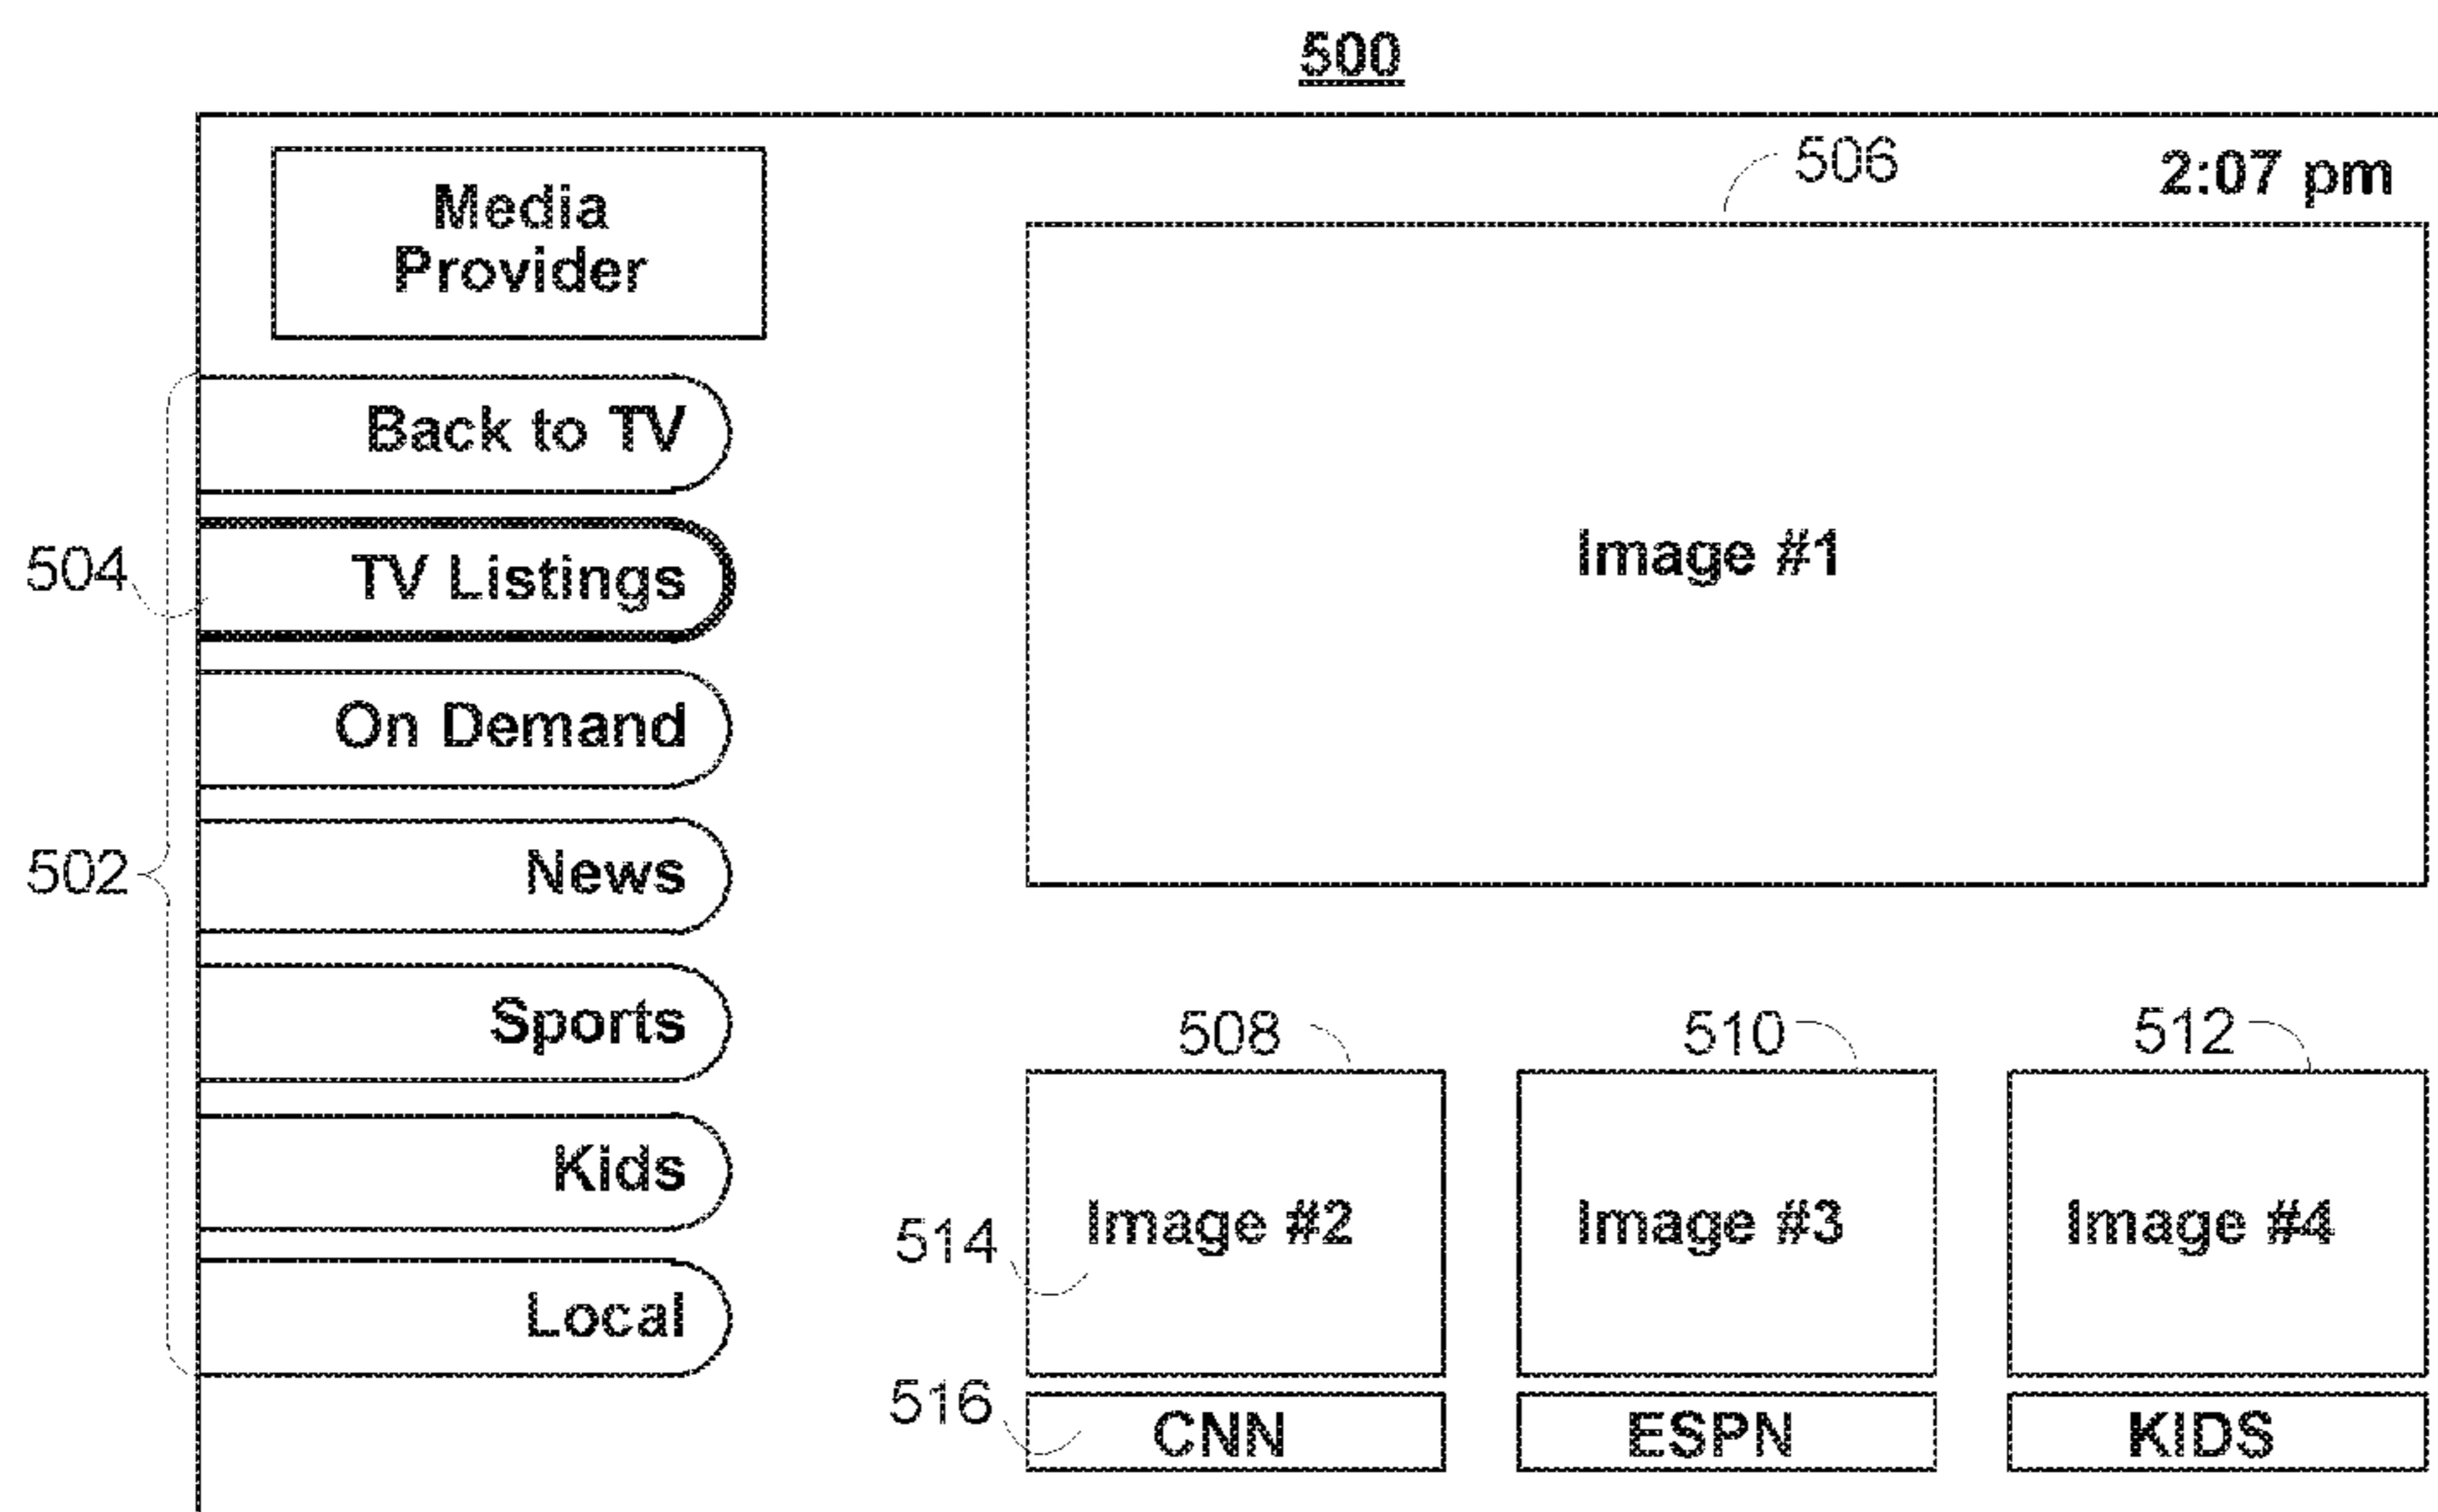 500
506
2:07 pm
Media
Provider
Back to TV
504
TV Listings
On Demand
502
News
Sports
Kids
Local
Image #1
508
510
512
514
Image #2
Image #3
Image #4
516
CNN
ESPN
KIDS